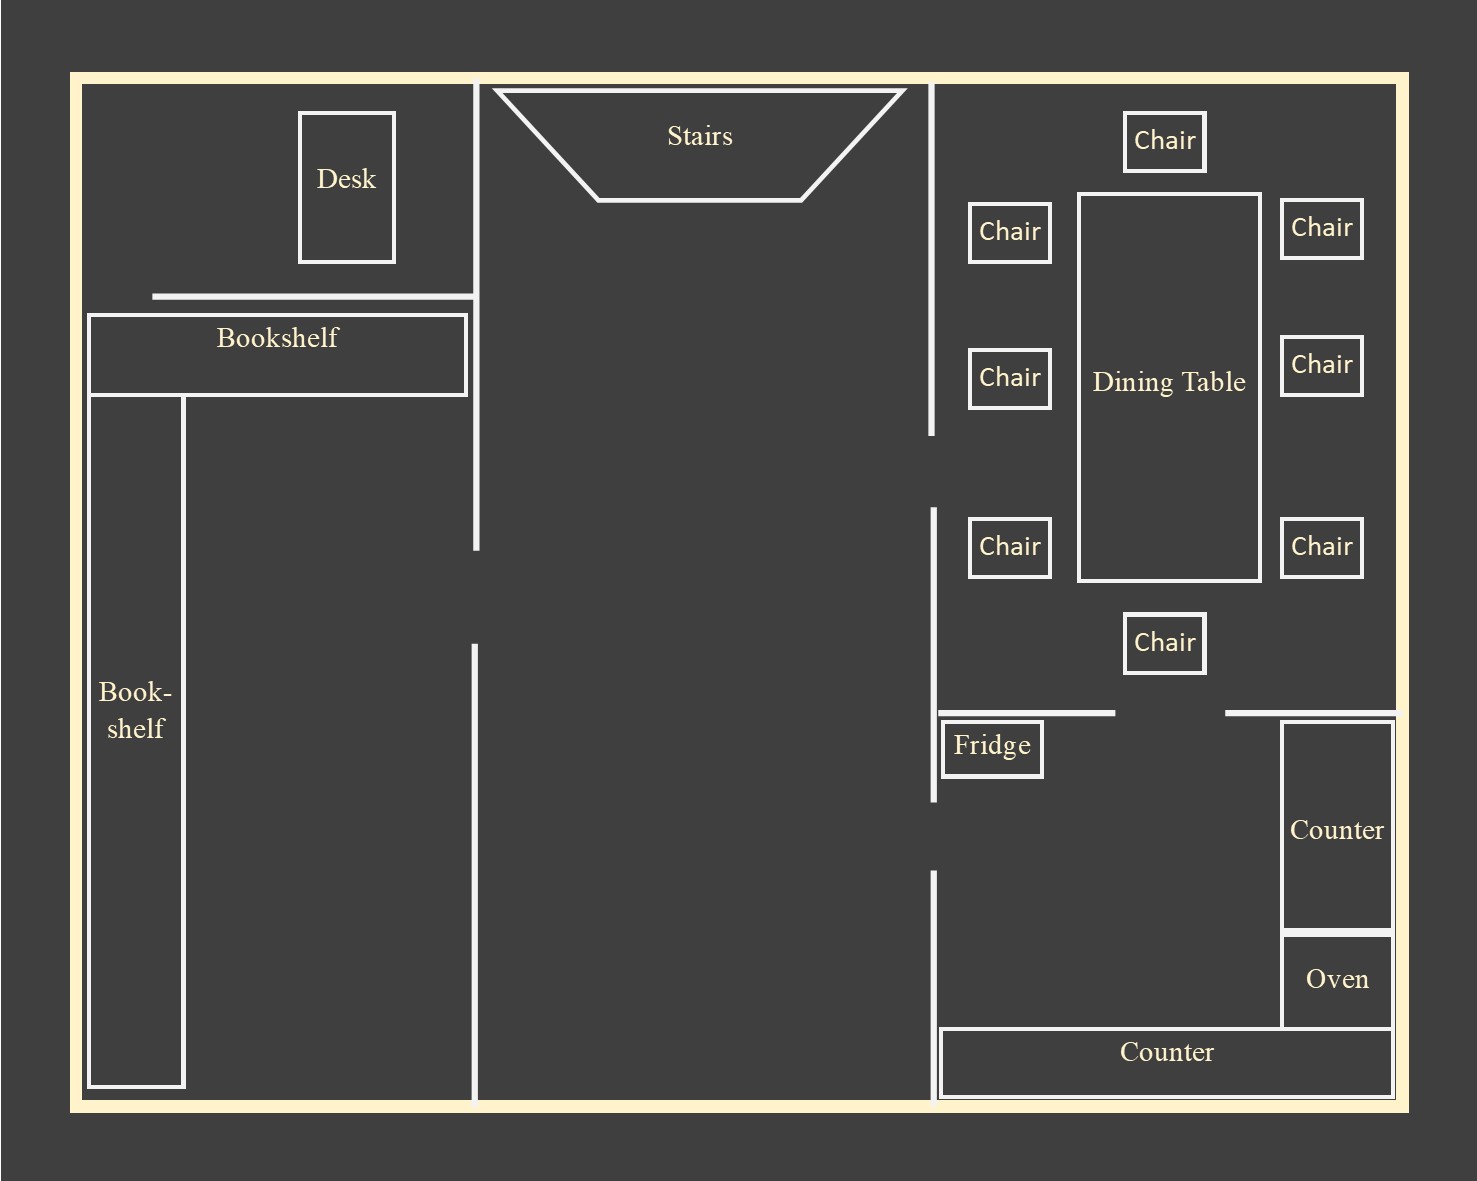 Stairs
Chair
Desk
Chair
Chair
Bookshelf
Chair
Chair
Dining Table
Chair
Chair
Chair
Book-
shelf
Fridge
Counter
Oven
Counter